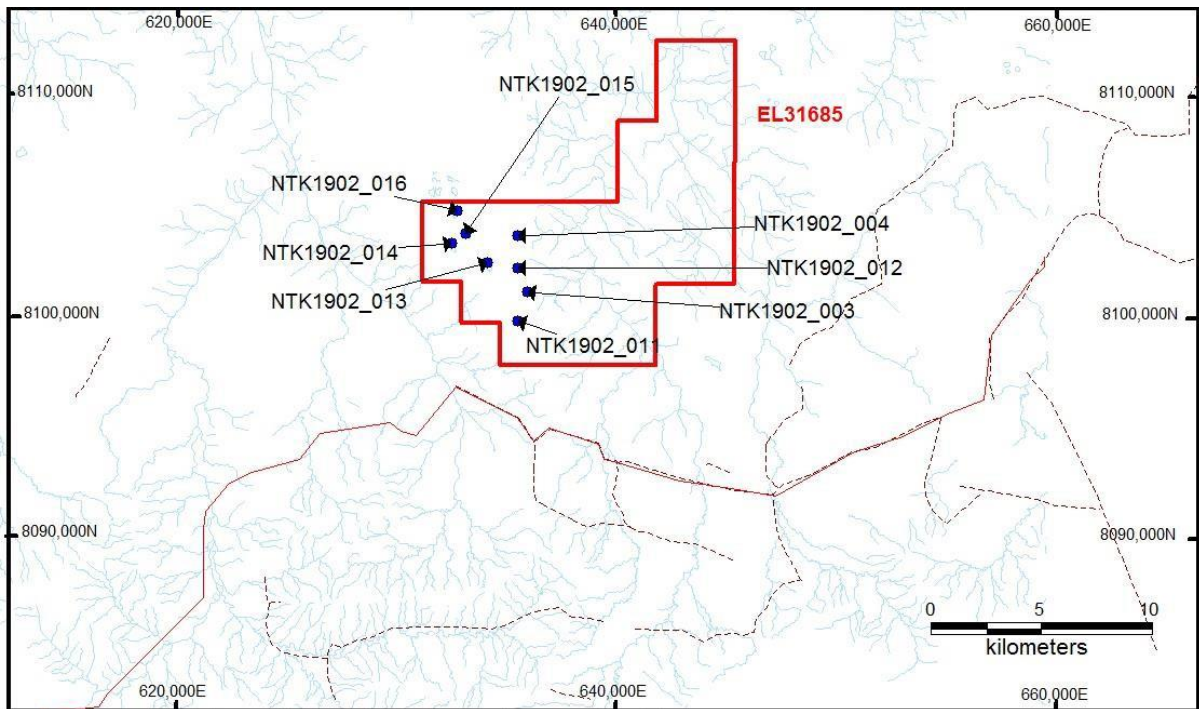 620,000E
640,000E
660,000E
8110,000N
NTK1902_015
8110,000N
EL31685
NTK1902_016
NTK1902_004
NTK1902_014
NTK1902_012
NTK1902_013
NTK1902_003
8100,000N
8100,000N
NTK1902_011
8090,000N
8090,000N
0 5 10
kilometers
620,000E
640,000E
660,000E